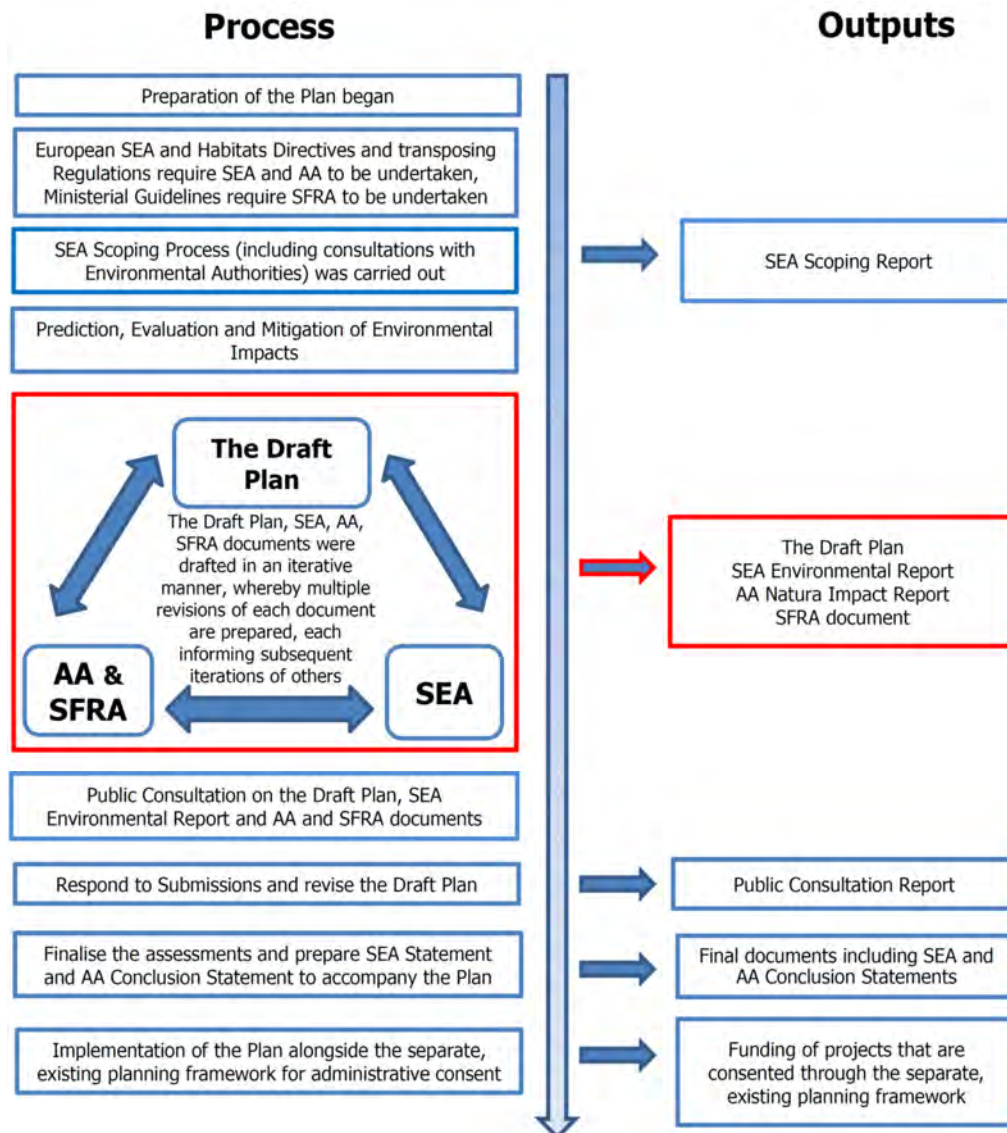 Process
Outputs
Preparation of the Plan began
European SEA and Habitats Directives and transposing
Regulations require SEA and AA to be undertaken,
Ministerial Guidelines require SFRA to be undertaken
SEA Scoping Process (including consultations with
Environmental Authorities) was carried out
SEA Scoping Report
Prediction, Evaluation and Mitigation of Environmental
Impacts
The Draft
Plan
The Draft Plan, SEA, AA,
SFRA documents were
drafted in an iterative
manner, whereby multiple
revisions of each document
are prepared, each
informing subsequent
iterations of others
AA &
SFRA
SEA
The Draft Plan
SEA Environmental Report
AA Natura Impact Report
SFRA document
Public Consultation on the Draft Plan, SEA
Environmental Report and AA and SFRA documents
Respond to Submissions and revise the Draft Plan
Public Consultation Report
Finalise the assessments and prepare SEA Statement
and AA Conclusion Statement to accompany the Plan
Final documents including SEA and
AA Conclusion Statements
Implementation of the Plan alongside the separate,
existing planning framework for administrative consent
Funding of projects that are
consented through the separate,
existing planning framework